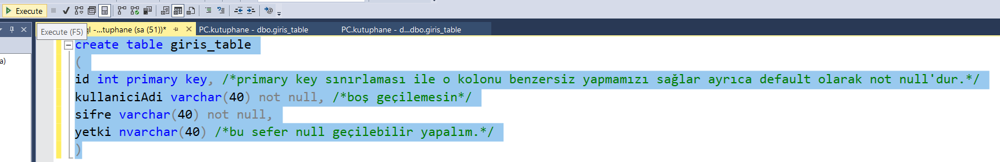 Execute
ql -...tuphane (sa (51))*
PC.kutuphane - dbo.giris_table
PC.kutuphane - d...dbo.giris_table
Execute (F5)
a)
create table giris_table
(
id int primary key, /*primary key sınırlaması ile o kolonu benzersiz yapmamızı sağlar ayrıca default olarak not null'dur.*/
kullaniciAdi varchar(40) not null, /*boş geçilemesin*/
sifre varchar(40) not null,
yetki nvarchar(40) /*bu sefer null geçilebilir yapalım.*/
)